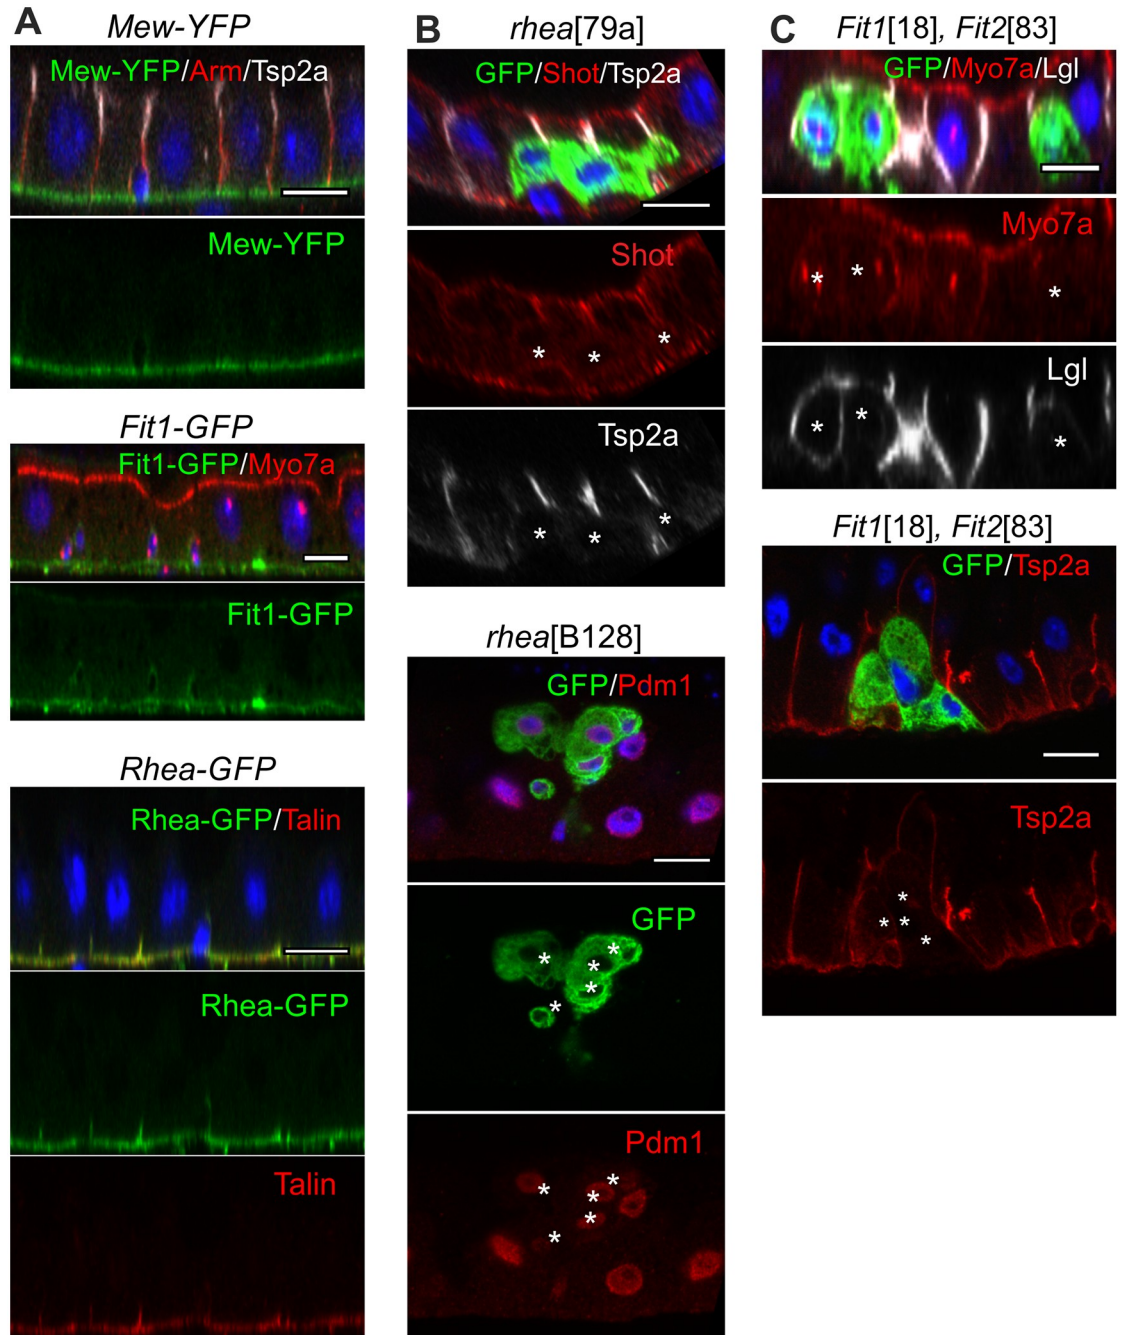 A
Mew-YFP
Mew-YFP/Arm/Tsp2a
Mew-YFP
Fit1-GFP
Fit1-GFP/Myo7a
Fit1-GFP
Rhea-GFP
Rhea-GFP/Talin
Rhea-GFP
Talin
B
rhea[79a]
GFP/Shot/Tsp2a
Shot
* * *
Tsp2a
* * *
rhea[B128]
GFP/Pdm1
GFP
* * * * *
Pdm1
* * * * *
C
Fit1[18], Fit2[83]
GFP/Myo7a/Lgl
Myo7a
* * *
Lgl
* * *
Fit1[18], Fit2[83]
GFP/Tsp2a
Tsp2a
* * * *